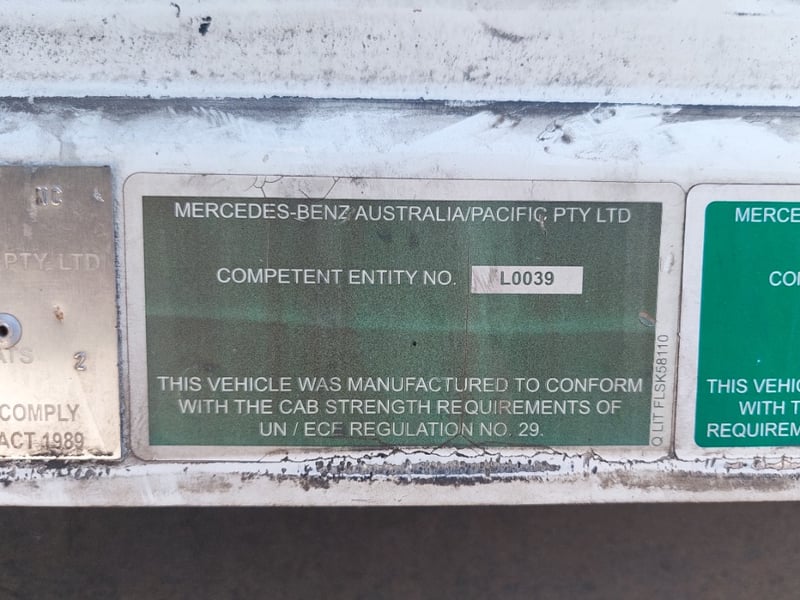 NC
PTY. LTD
ATS 2
COMPLY
ACT 1989
MERCEDES-BENZ AUSTRALIA/PACIFIC PTY LTD
COMPETENT ENTITY NO. L0039
THIS VEHICLE WAS MANUFACTURED TO CONFORM
WITH THE CAB STRENGTH REQUIREMENTS OF
UN / ECE REGULATION NO. 29.
Q LIT FLSK58110
MERCE
CO
THIS VEHIC
WITH T
REQUIREM